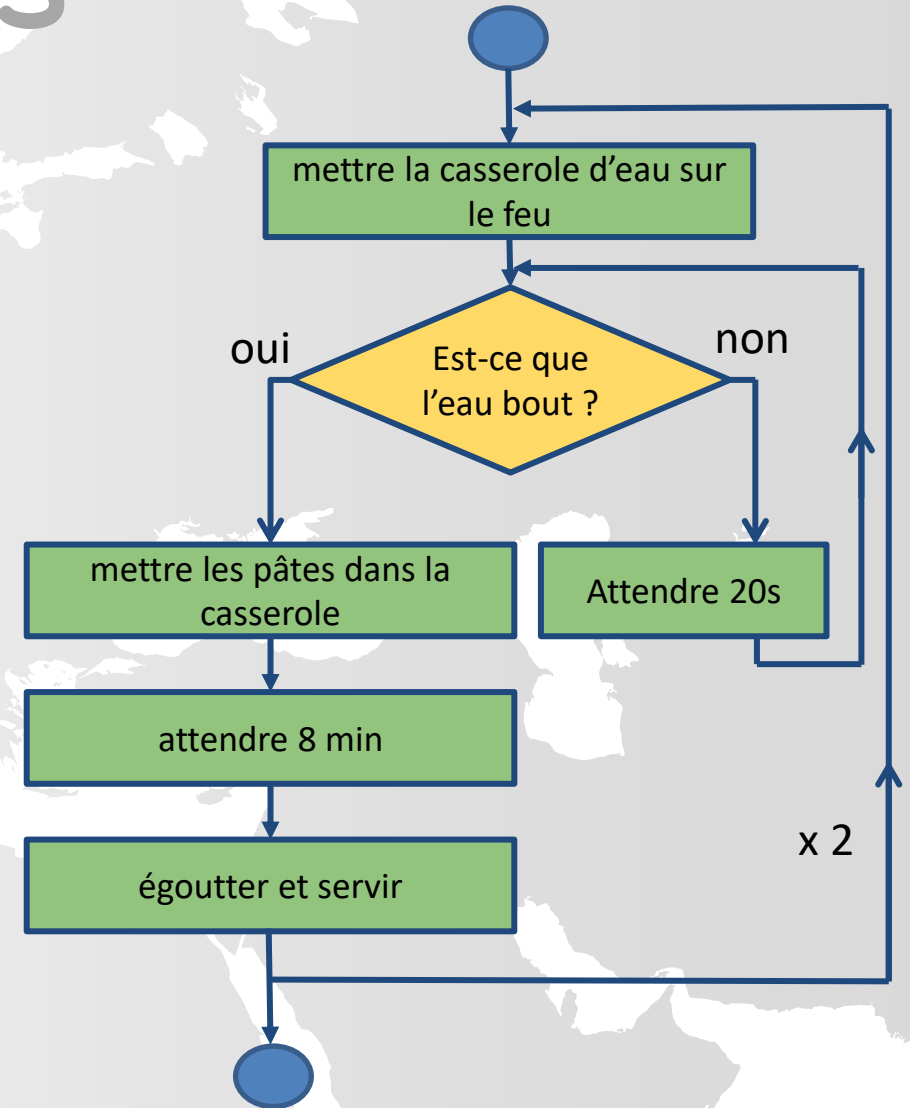 mettre la casserole d’eau sur
le feu
oui
Est-ce que
l’eau bout ?
non
mettre les pâtes dans la
casserole
Attendre 20s
attendre 8 min
x 2
égoutter et servir